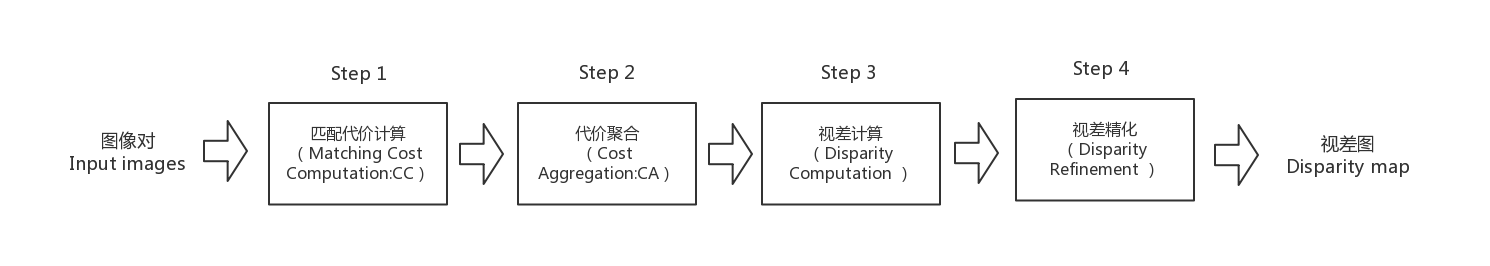 图像对
Input images
Step 1
匹配代价计算
（Matching Cost
Computation:CC）
Step 2
代价聚合
（Cost
Aggregation:CA）
Step 3
视差计算
（Disparity
Computation ）
Step 4
视差精化
（Disparity
Refinement ）
视差图
Disparity map